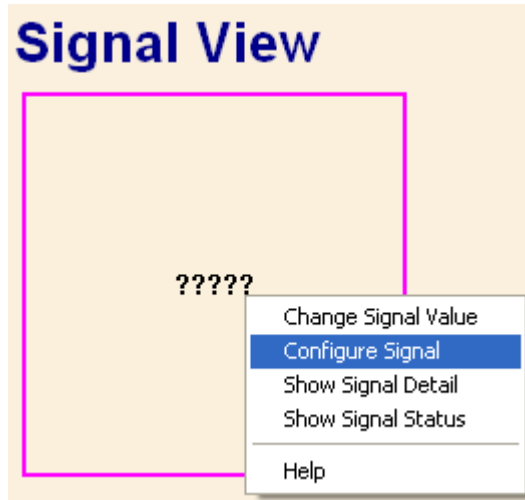 Signal View
?????
Change Signal Value
Configure Signal
Show Signal Detail
Show Signal Status
Help